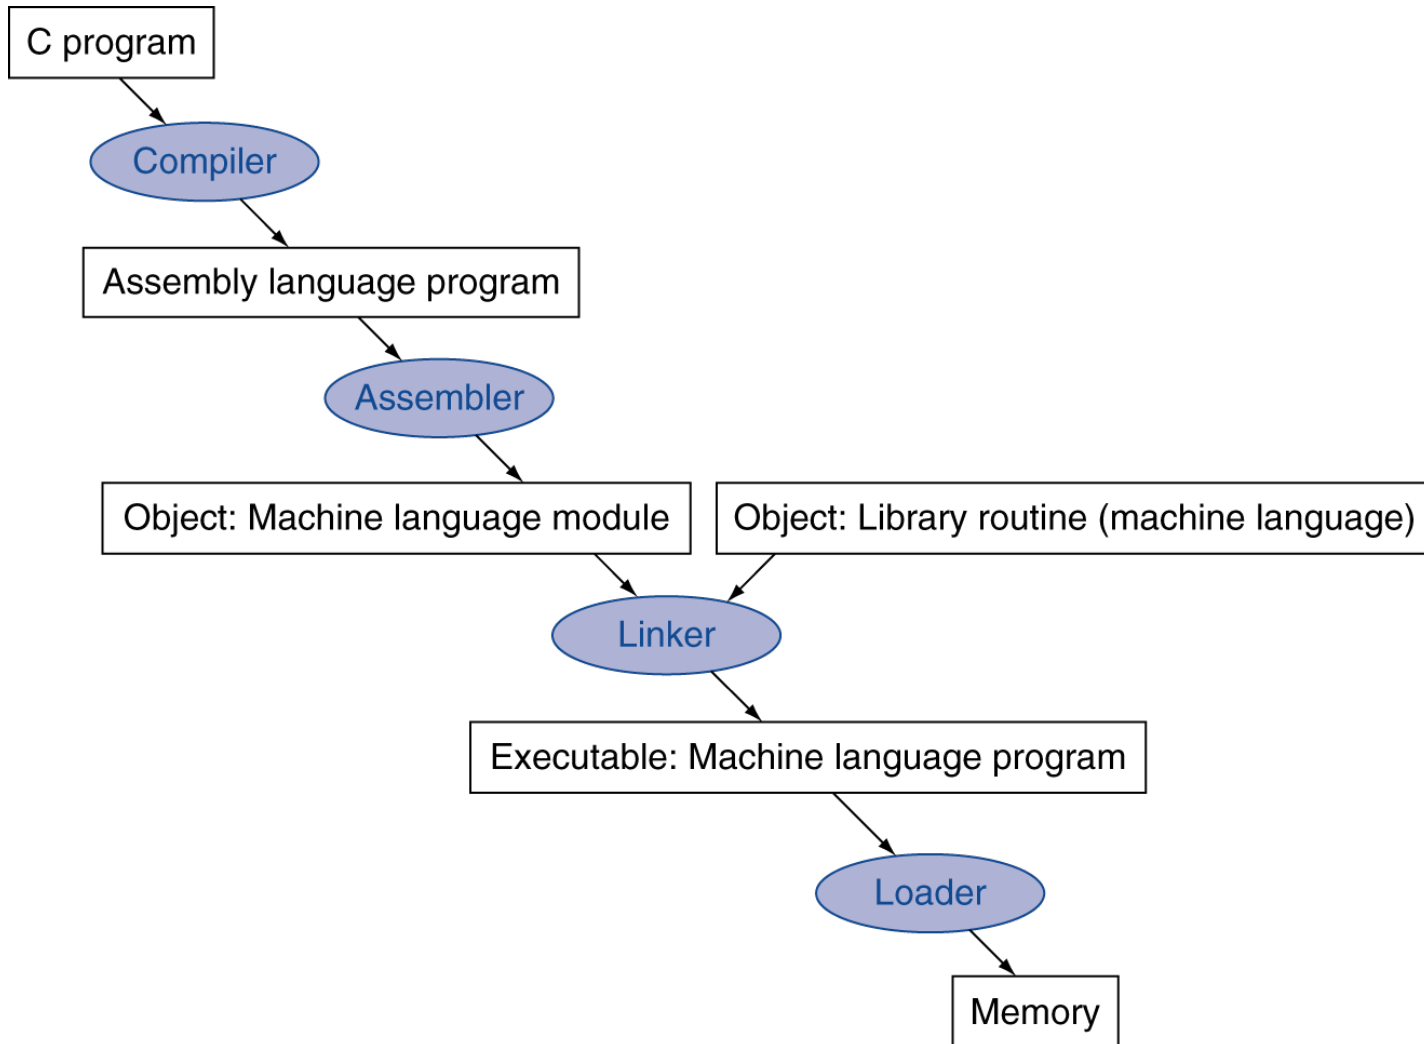 C program
Compiler
Assembly language program
Assembler
Object: Machine language module
Object: Library routine (machine language)
Linker
Executable: Machine language program
Loader
Memory